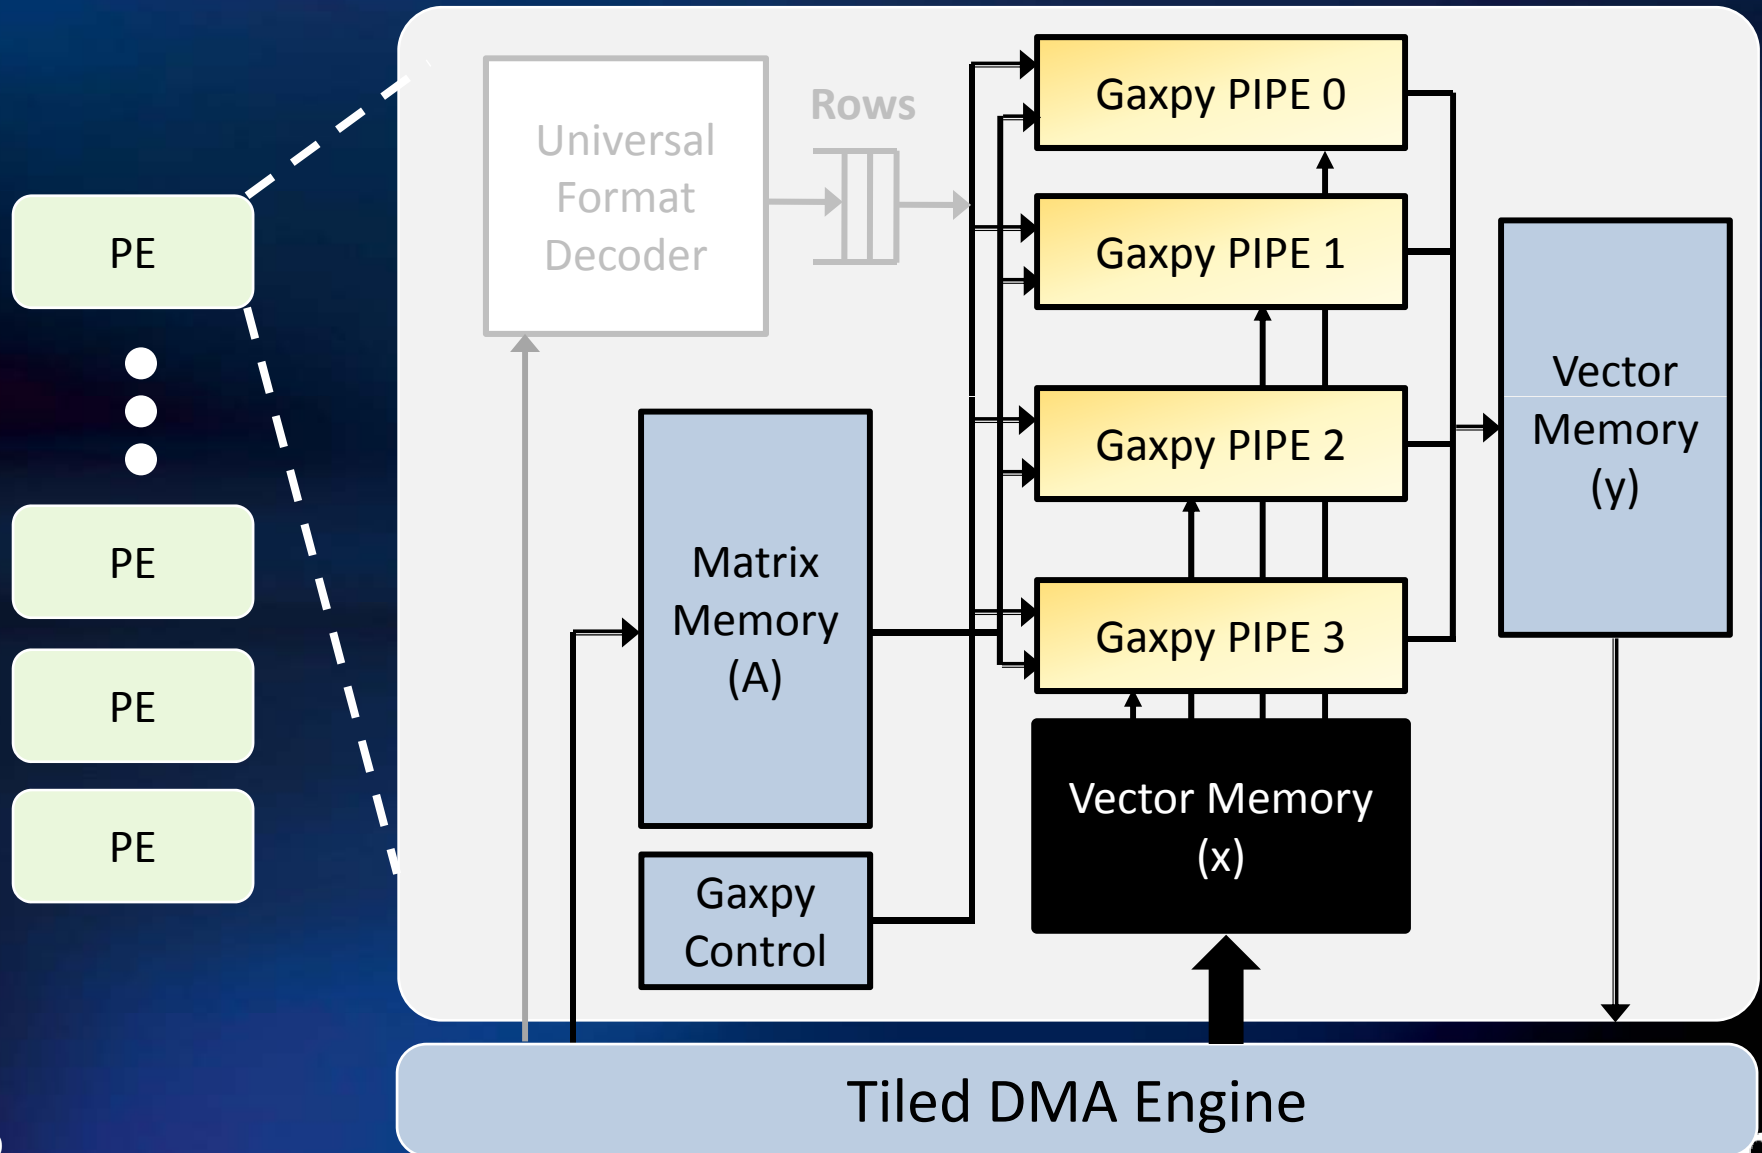 PE
PE
PE
PE
Universal
Format
Decoder
Rows
Gaxpy PIPE 0
Gaxpy PIPE 1
Gaxpy PIPE 2
Gaxpy PIPE 3
Matrix
Memory
(A)
Gaxpy
Control
Vector Memory
(x)
Vector
Memory
(y)
Tiled DMA Engine